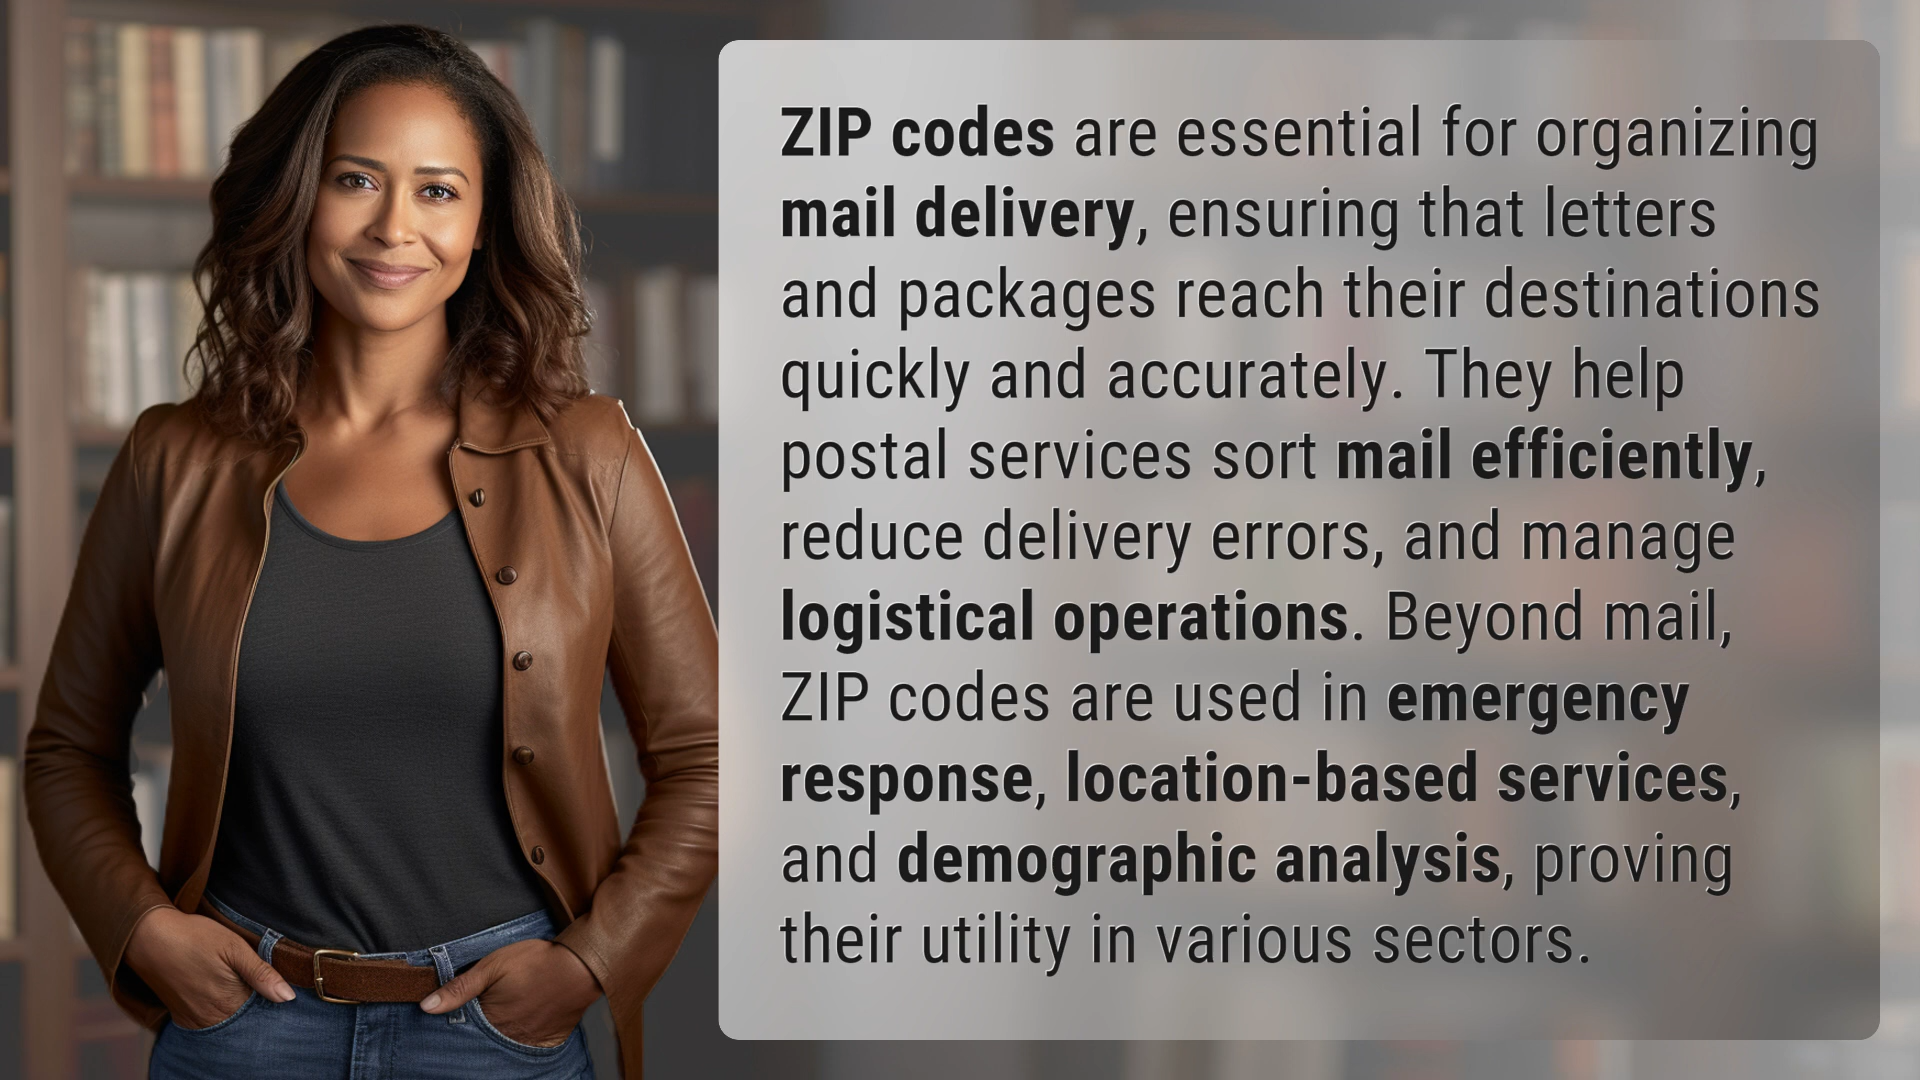 ZIP codes are essential for organizing
mail delivery, ensuring that letters
and packages reach their destinations
quickly and accurately. They help
postal services sort mail efficiently,
reduce delivery errors, and manage
logistical operations. Beyond mail,
ZIP codes are used in emergency
response, location-based services,
and demographic analysis, proving
their utility in various sectors.